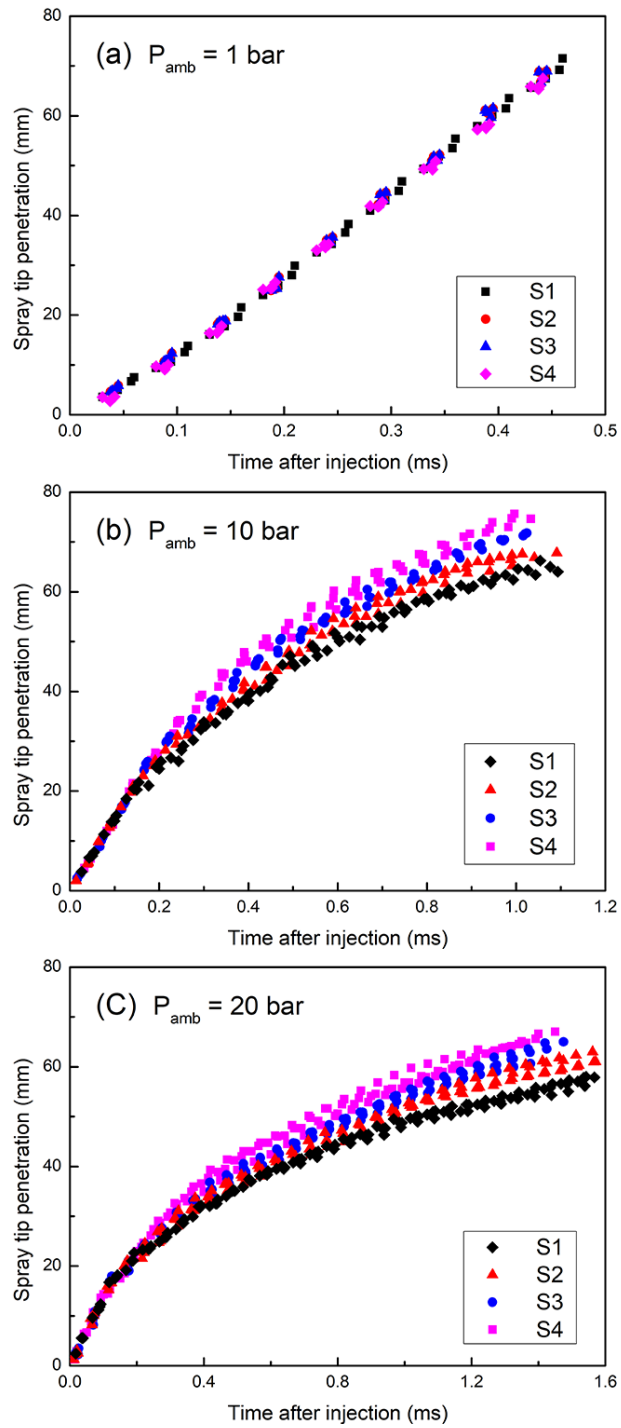 (a) P_amb = 1 bar
Spray tip penetration (mm)
80
60
40
20
0
S1
S2
S3
S4
0.0 0.1 0.2 0.3 0.4 0.5
Time after injection (ms)
(b) P_amb = 10 bar
Spray tip penetration (mm)
80
60
40
20
0
S1
S2
S3
S4
0.0 0.2 0.4 0.6 0.8 1.0 1.2
Time after injection (ms)
(C) P_amb = 20 bar
Spray tip penetration (mm)
80
60
40
20
0
S1
S2
S3
S4
0.0 0.4 0.8 1.2 1.6
Time after injection (ms)